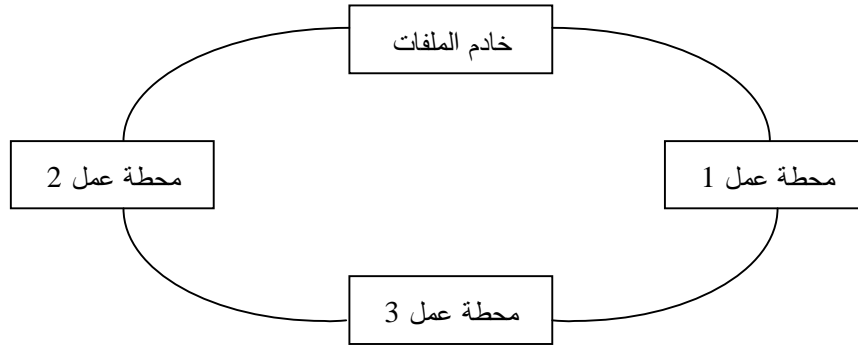 خادم الملفات
محطة عمل 1
محطة عمل 2
محطة عمل 3